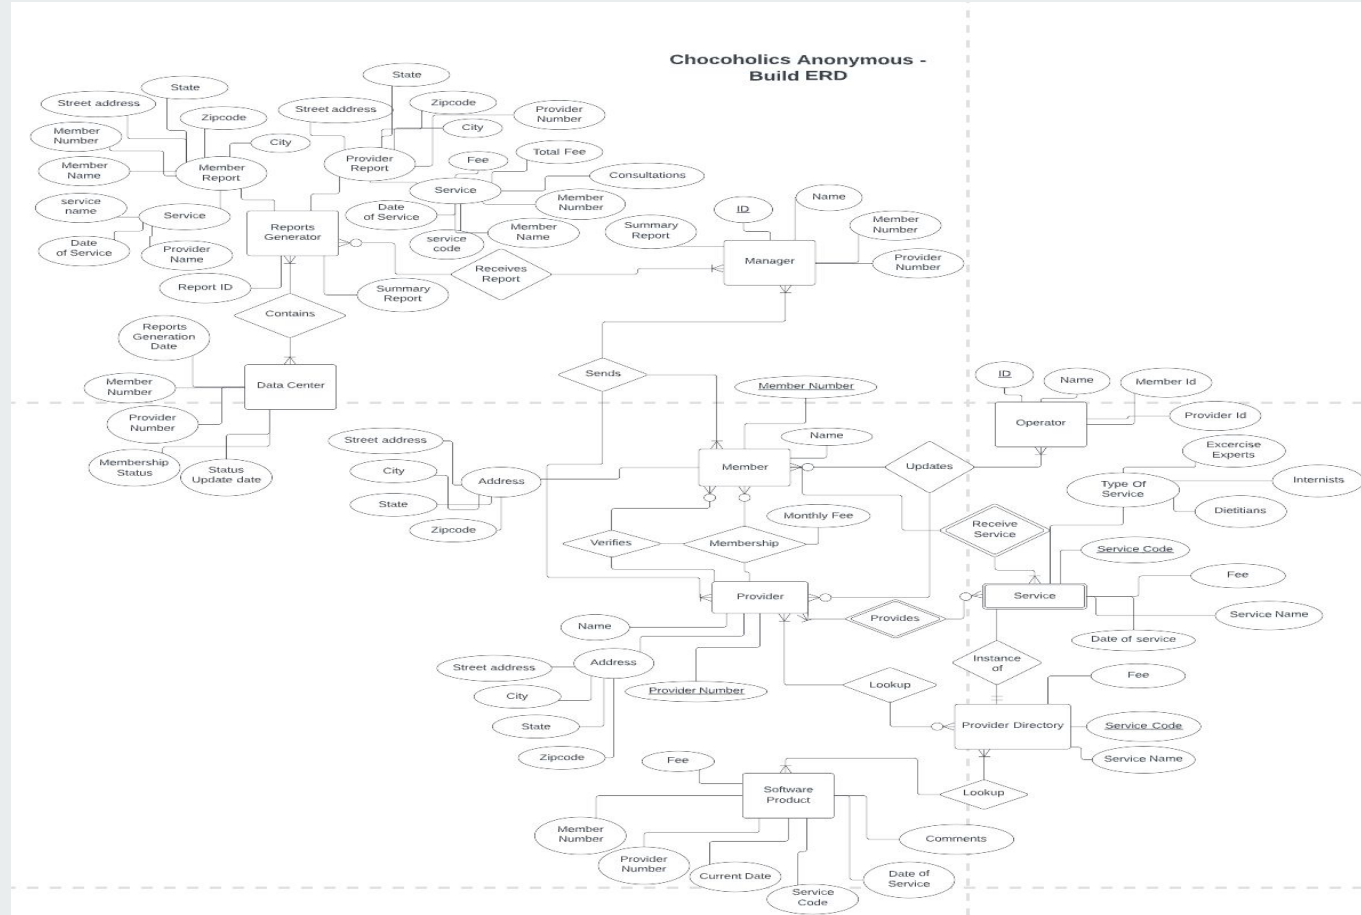 Chocoholics Anonymous -
Build ERD
State
Street address
Zipcode
Member
Number
City
Member
Name
Member
Report
service
name
Service
Date
of Service
Provider
Name
State
Street address
Zipcode
Provider
Number
City
Provider
Report
Fee
Total Fee
Service
Consultations
Date
of Service
Member
Number
service
code
Member
Name
Reports
Generator
Report ID
Summary
Report
Receives
Report
Contains
ID
Name
Summary
Report
Member
Number
Manager
Provider
Number
Reports
Generation
Date
Member
Number
Data Center
Provider
Number
Membership
Status
Status
Update date
Sends
Member Number
Name
Member
Street address
City
Address
State
Zipcode
Updates
ID
Name
Member Id
Operator
Provider Id
Excercise
Experts
Type Of
Service
Internists
Dietitians
Monthly Fee
Verifies
Membership
Receive
Service
Service Code
Provider
Provides
Service
Fee
Service Name
Date of service
Name
Address
Street address
City
State
Zipcode
Provider Number
Instance
of
Lookup
Fee
Provider Directory
Service Code
Service Name
Fee
Software
Product
Lookup
Member
Number
Provider
Number
Current Date
Service
Code
Date of
Service
Comments